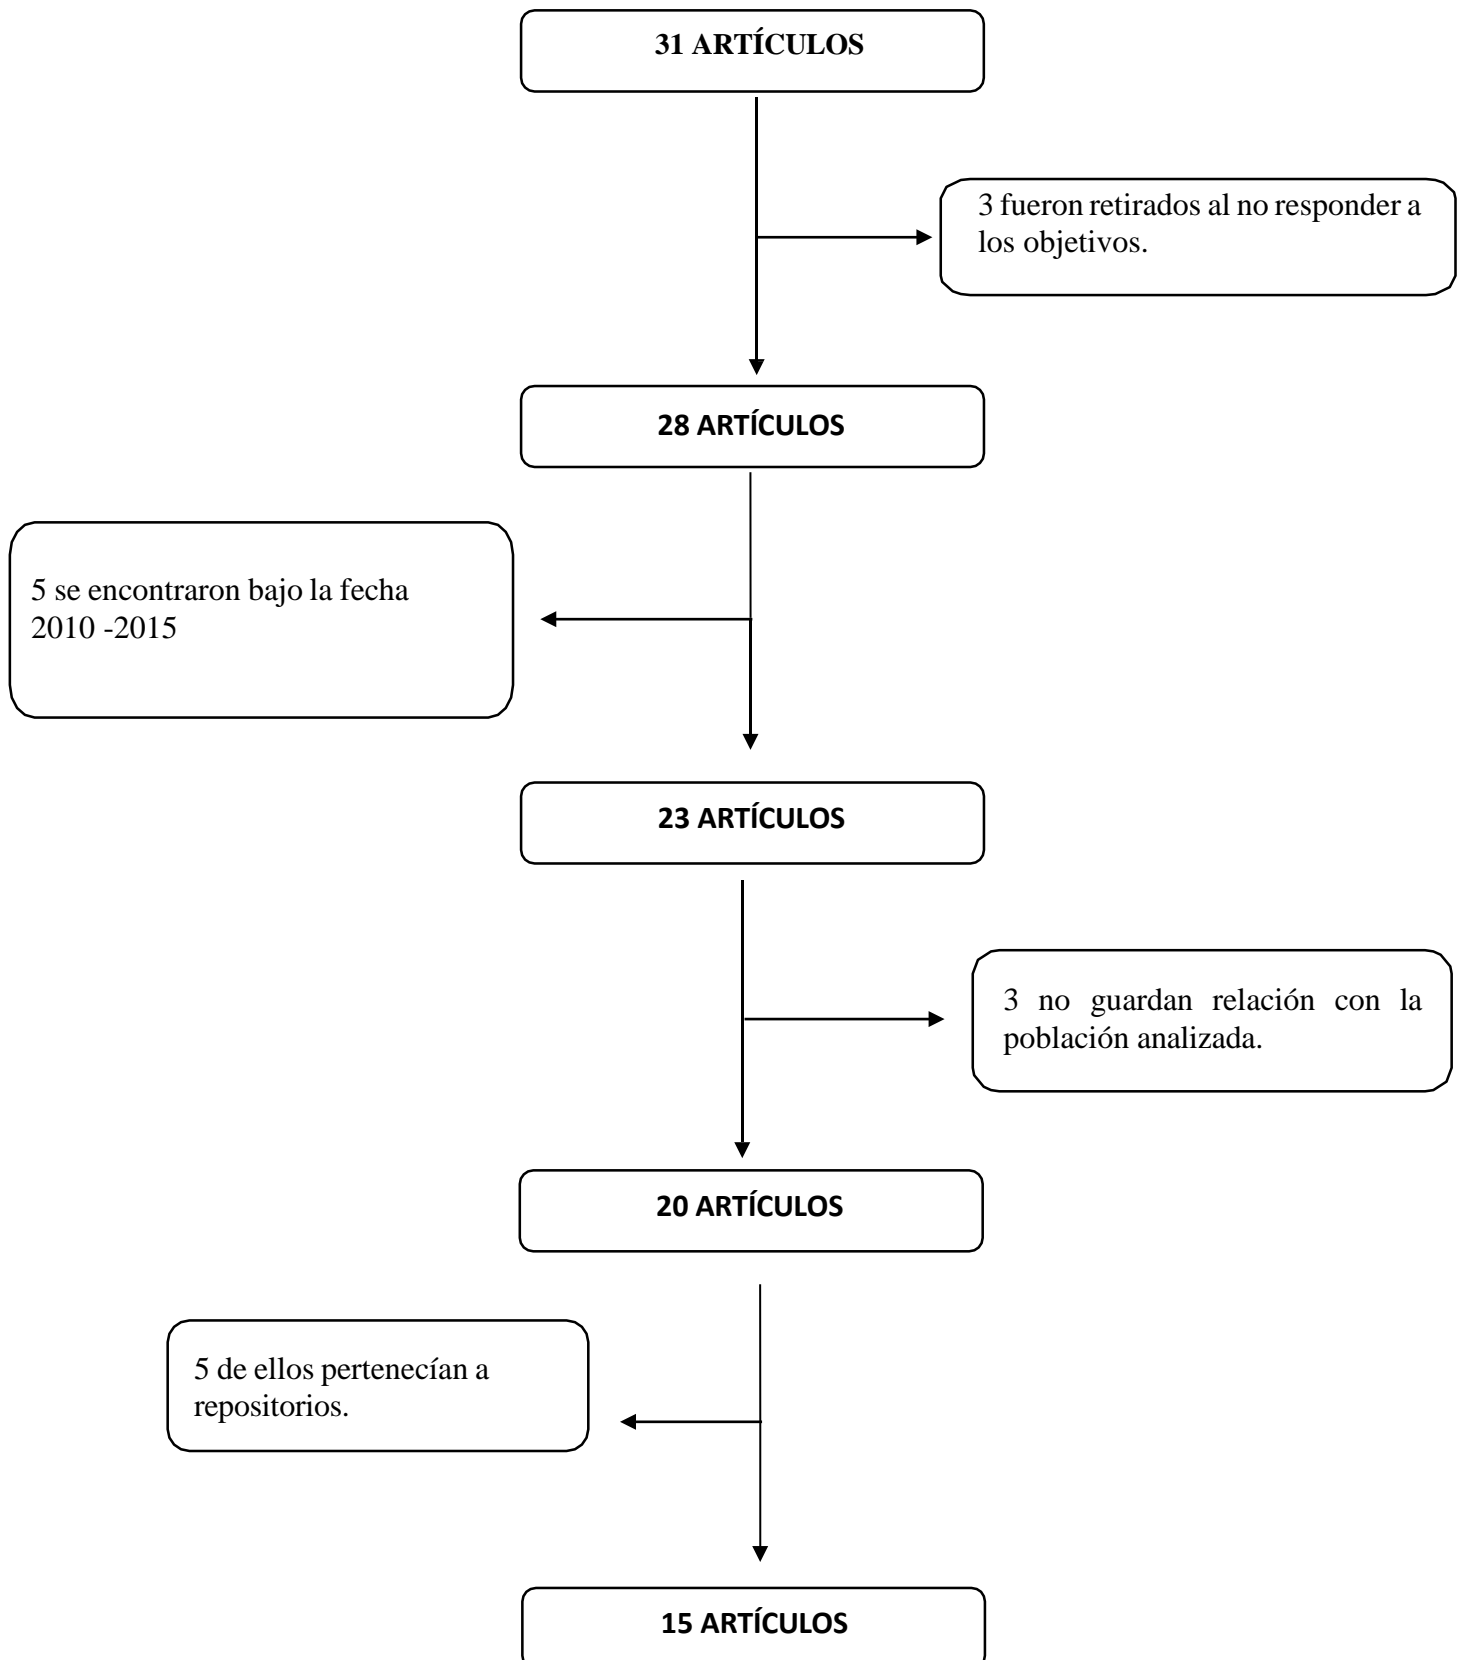 31 ARTÍCULOS
3 fueron retirados al no responder a
los objetivos.
28 ARTÍCULOS
5 se encontraron bajo la fecha
2010 -2015
23 ARTÍCULOS
3 no guardan relación con la
población analizada.
20 ARTÍCULOS
5 de ellos pertenecían a
repositorios.
15 ARTÍCULOS